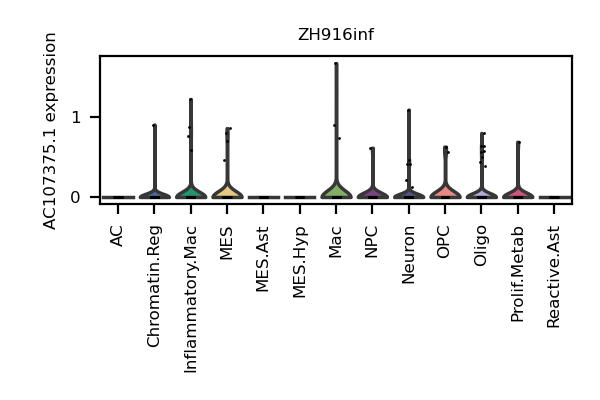 ZH916inf
AC107375.1 expression
1
0
AC
Chromatin.Reg
Inflammatory.Mac
MES
MES.Ast
MES.Hyp
Mac
NPC
Neuron
OPC
Oligo
Prolif.Metab
Reactive.Ast